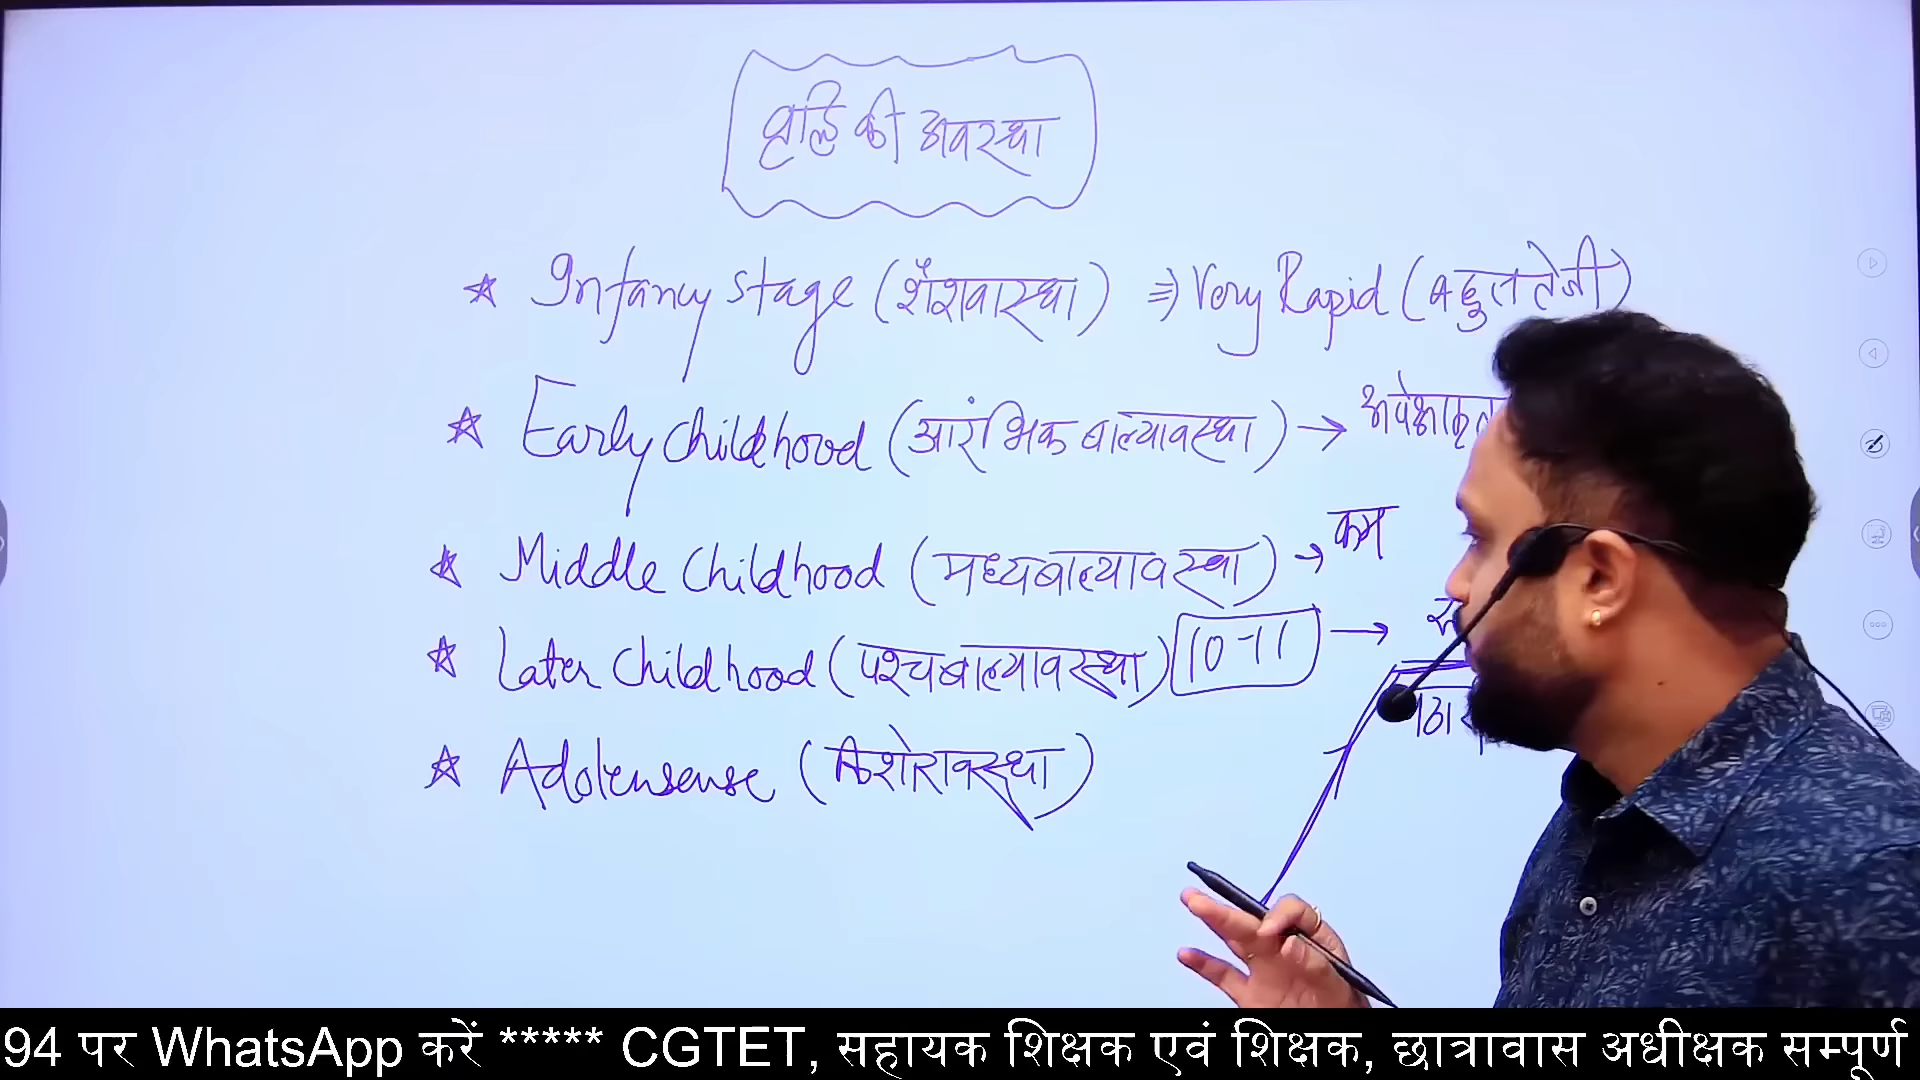 वृद्धि की अवस्था
Infancy stage (शैशवास्था) ⇒ Very Rapid (बहुत तेजी)
Early childhood (आरंभिक बाल्यावस्था) → अपेक्षाकृत
Middle childhood (मध्यबाल्यावस्था) → कम
Later childhood (पश्चबाल्यावस्था) 10-11 →
Adolensense (किशोरावस्था)
94 पर WhatsApp करें ***** CGTET, सहायक शिक्षक एवं शिक्षक, छात्रावास अधीक्षक सम्पूर्ण